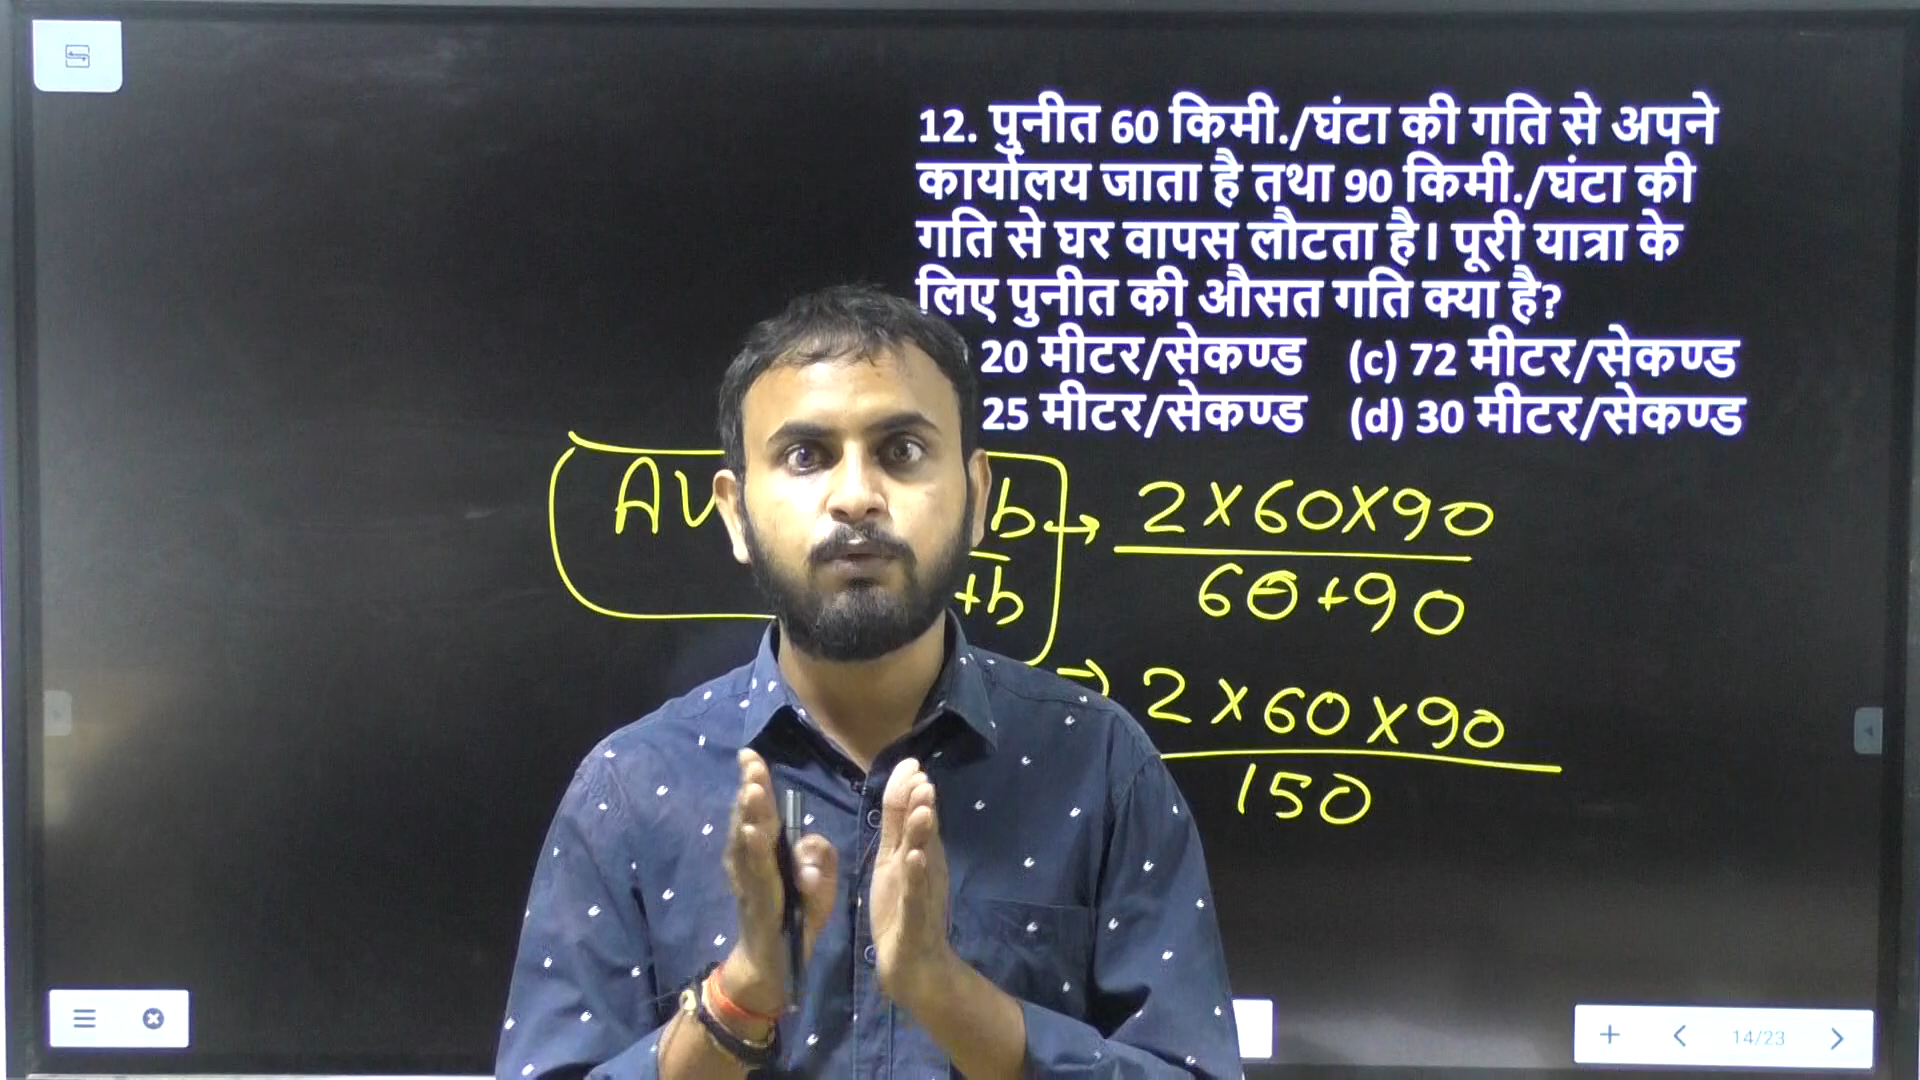 12. पुनीत 60 किमी./घंटा की गति से अपने
कार्यालय जाता है तथा 90 किमी./घंटा की
गति से घर वापस लौटता है। पूरी यात्रा के
लिए पुनीत की औसत गति क्या है?
20 मीटर/सेकण्ड (c) 72 मीटर/सेकण्ड
25 मीटर/सेकण्ड (d) 30 मीटर/सेकण्ड
AV b → 2×60×90
+b 60+90
→ 2×60×90
150
14/23